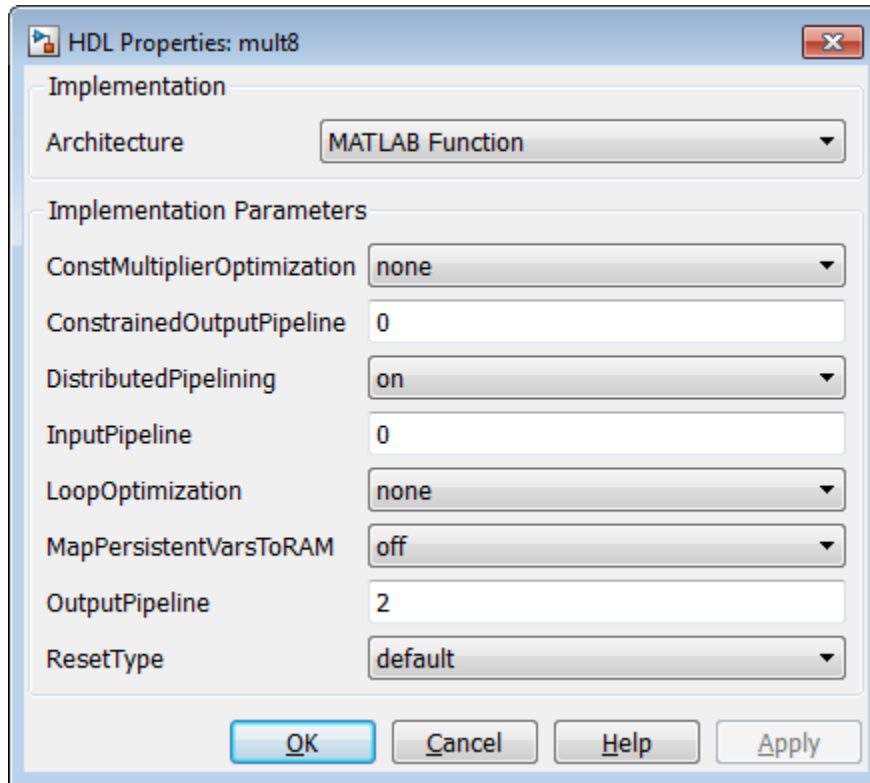 HDL Properties: mult8
Implementation
Architecture MATLAB Function
Implementation Parameters
ConstMultiplierOptimization none
ConstrainedOutputPipeline 0
DistributedPipelining on
InputPipeline 0
LoopOptimization none
MapPersistentVarsToRAM off
OutputPipeline 2
ResetType default
OK Cancel Help Apply